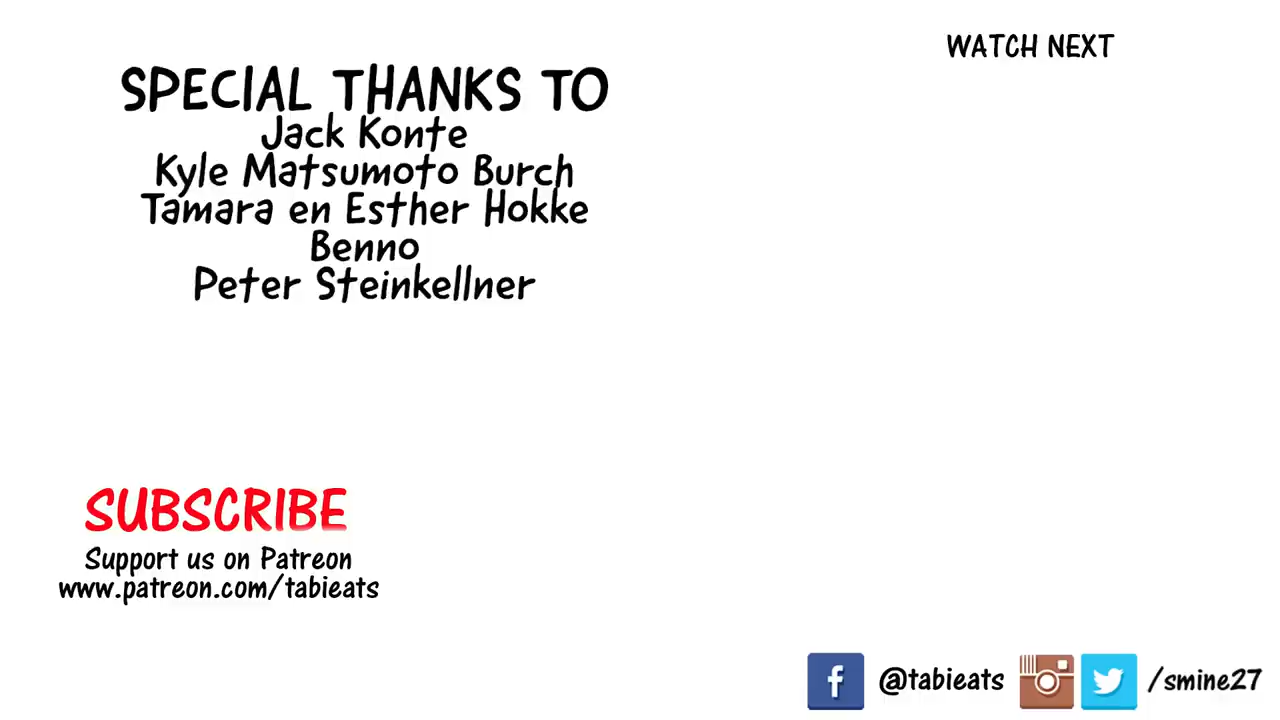 WATCH NEXT
SPECIAL THANKS TO
Jack Konte
Kyle Matsumoto Burch
Tamara en Esther Hokke
Benno
Peter Steinkellner
SUBSCRIBE
Support us on Patreon
www.patreon.com/tabieats
@tabieats
/smine27